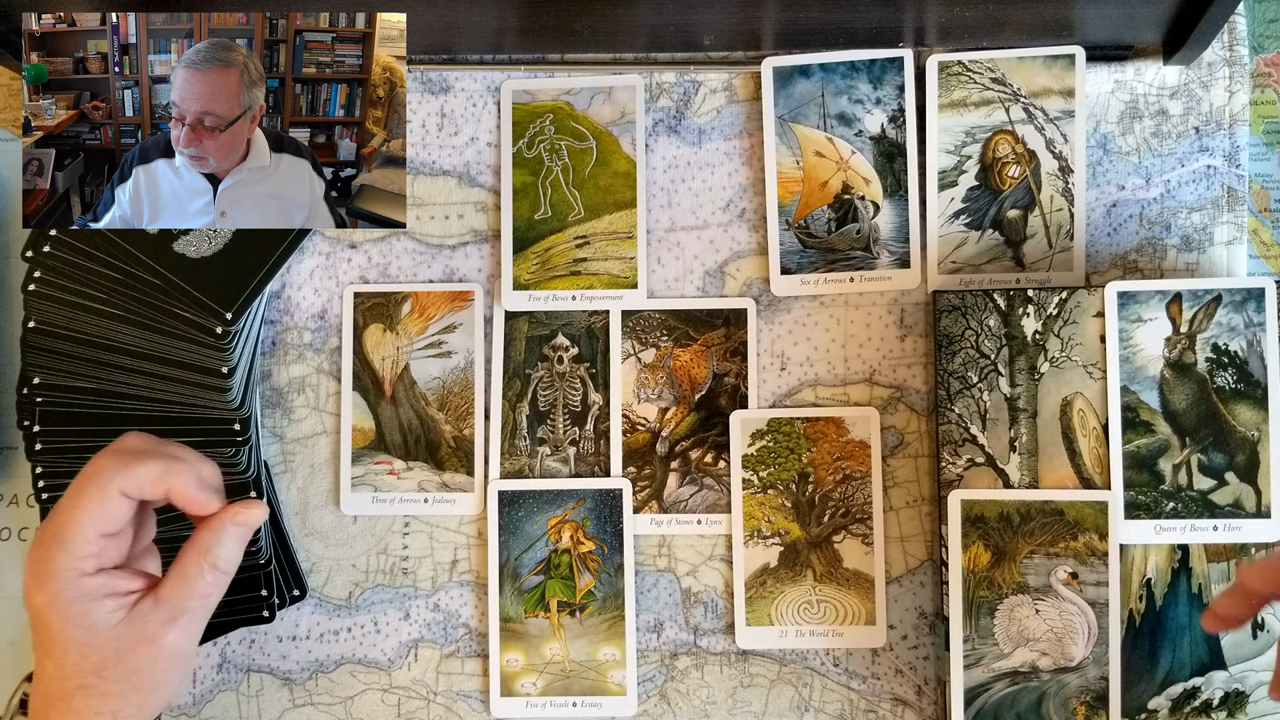 Five of Bows Empowerment
Six of Arrows Transition
Eight of Arrows Struggle
Three of Arrows Jealousy
Page of Stones Lynx
Queen of Bows Hare
21 The World Tree
Five of Vessels Ecstasy